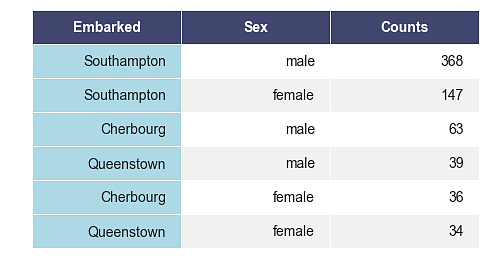 Embarked Sex Counts
Southampton male 368
Southampton female 147
Cherbourg male 63
Queenstown male 39
Cherbourg female 36
Queenstown female 34